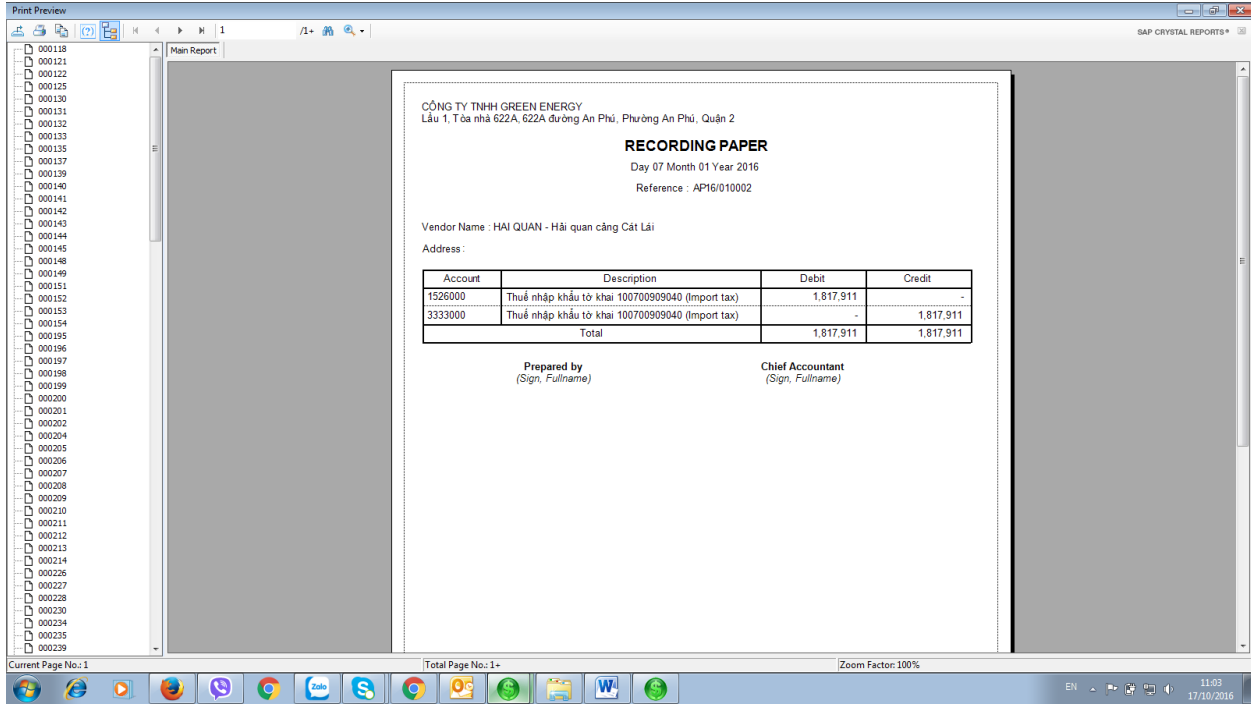 Print Preview
1 /1+ SAP CRYSTAL REPORTS®
Main Report
000118
000121
000122
000125
000130
000131
000132
000133
000135
000137
000139
000140
000141
000142
000143
000144
000145
000148
000149
000151
000152
000153
000154
000195
000196
000197
000198
000199
000200
000201
000202
000204
000205
000206
000207
000208
000209
000210
000211
000212
000213
000214
000226
000227
000228
000230
000234
000235
000239
CÔNG TY TNHH GREEN ENERGY
Lầu 1, Tòa nhà 622A, 622A đường An Phú, Phường An Phú, Quận 2
RECORDING PAPER
Day 07 Month 01 Year 2016
Reference : AP16/010002
Vendor Name : HAI QUAN - Hải quan cảng Cát Lái
Address :
Account Description Debit Credit
1526000 Thuế nhập khẩu tờ khai 100700909040 (Import tax) 1,817,911 -
3333000 Thuế nhập khẩu tờ khai 100700909040 (Import tax) - 1,817,911
Total 1,817,911 1,817,911
Prepared by Chief Accountant
(Sign, Fullname) (Sign, Fullname)
Current Page No.: 1 Total Page No.: 1+ Zoom Factor: 100%
Zalo
EN 11:03
17/10/2016